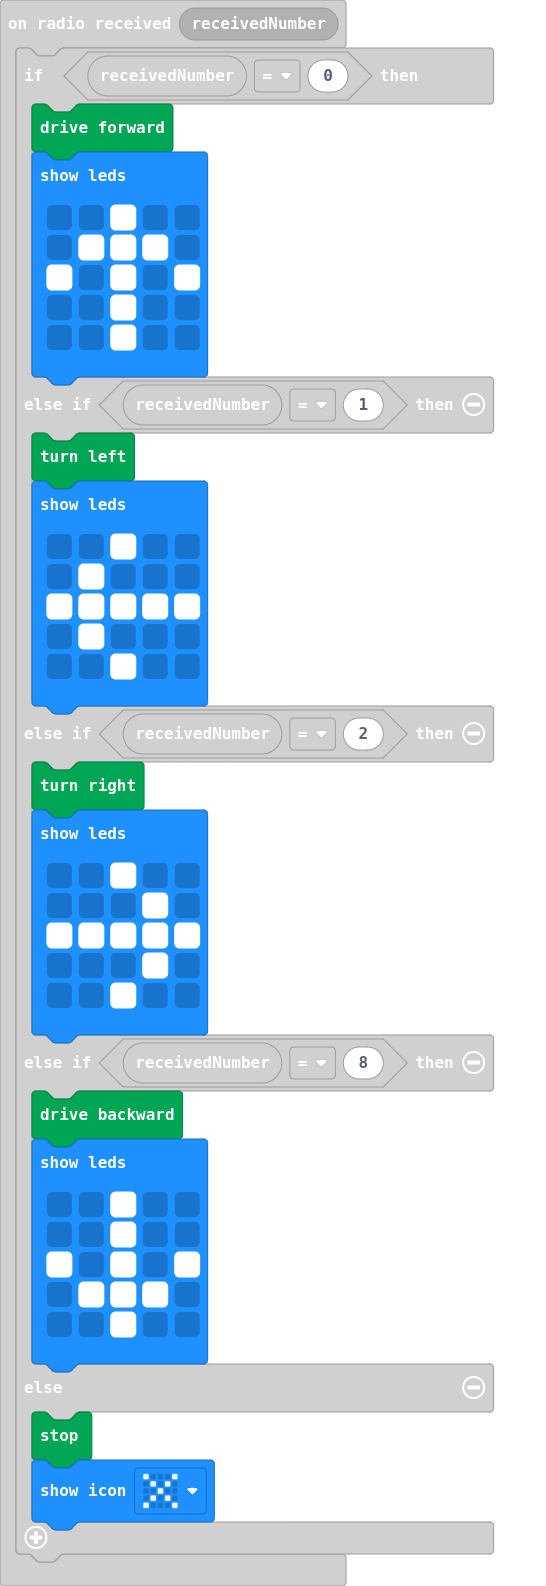 on radio received receivedNumber
if receivedNumber = 0 then
drive forward
show leds
else if receivedNumber = 1 then
turn left
show leds
else if receivedNumber = 2 then
turn right
show leds
else if receivedNumber = 8 then
drive backward
show leds
else
stop
show icon